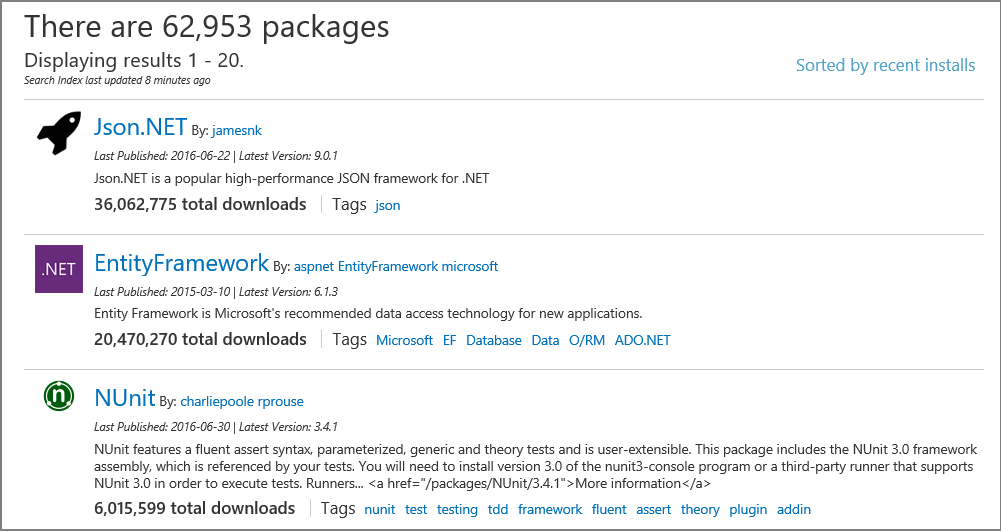 There are 62,953 packages
Displaying results 1 - 20.
Search Index last updated 8 minutes ago
Sorted by recent installs
Json.NET By: jamesnk
Last Published: 2016-06-22 | Latest Version: 9.0.1
Json.NET is a popular high-performance JSON framework for .NET
36,062,775 total downloads | Tags json
.NET
EntityFramework By: aspnet EntityFramework microsoft
Last Published: 2015-03-10 | Latest Version: 6.1.3
Entity Framework is Microsoft's recommended data access technology for new applications.
20,470,270 total downloads | Tags Microsoft EF Database Data O/RM ADO.NET
n
NUnit By: charliepoole rprouse
Last Published: 2016-06-30 | Latest Version: 3.4.1
NUnit features a fluent assert syntax, parameterized, generic and theory tests and is user-extensible. This package includes the NUnit 3.0 framework
assembly, which is referenced by your tests. You will need to install version 3.0 of the nunit3-console program or a third-party runner that supports
NUnit 3.0 in order to execute tests. Runners... <a href="/packages/NUnit/3.4.1">More information</a>
6,015,599 total downloads | Tags nunit test testing tdd framework fluent assert theory plugin addin